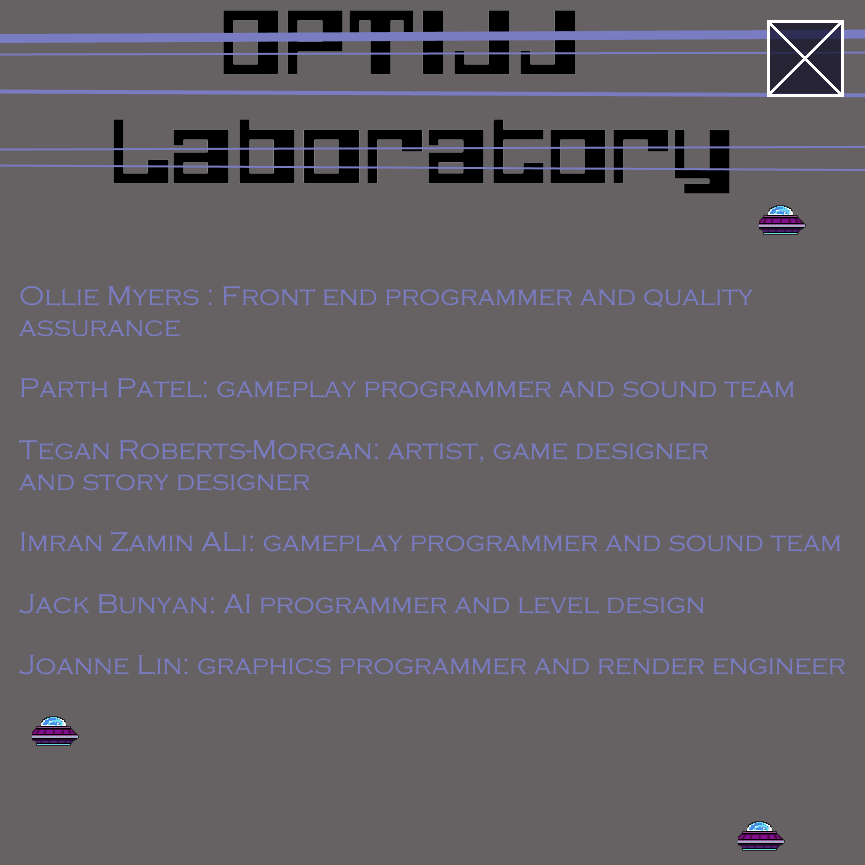 OPTIJJ
Laboratory
Ollie Myers : Front end programmer and quality
assurance
Parth Patel: gameplay programmer and sound team
Tegan Roberts-Morgan: artist, game designer
and story designer
Imran Zamin ALi: gameplay programmer and sound team
Jack Bunyan: AI programmer and level design
Joanne Lin: graphics programmer and render engineer